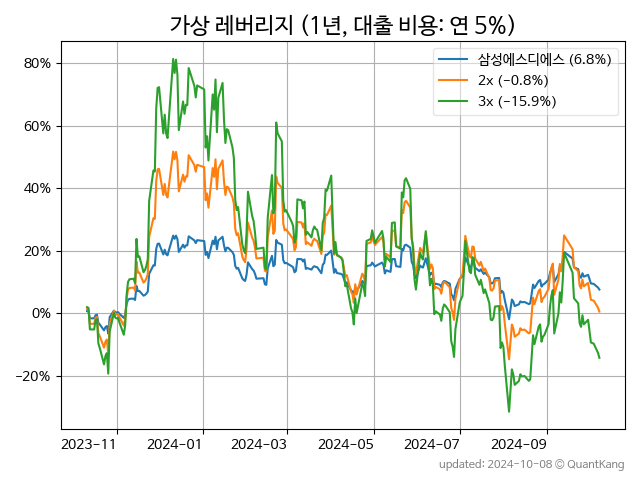 가상 레버리지 (1년, 대출 비용: 연 5%)
삼성에스디에스 (6.8%)
2x (−0.8%)
3x (−15.9%)
80%
60%
40%
20%
0%
−20%
2023-11
2024-01
2024-03
2024-05
2024-07
2024-09
updated: 2024-10-08 © QuantKang